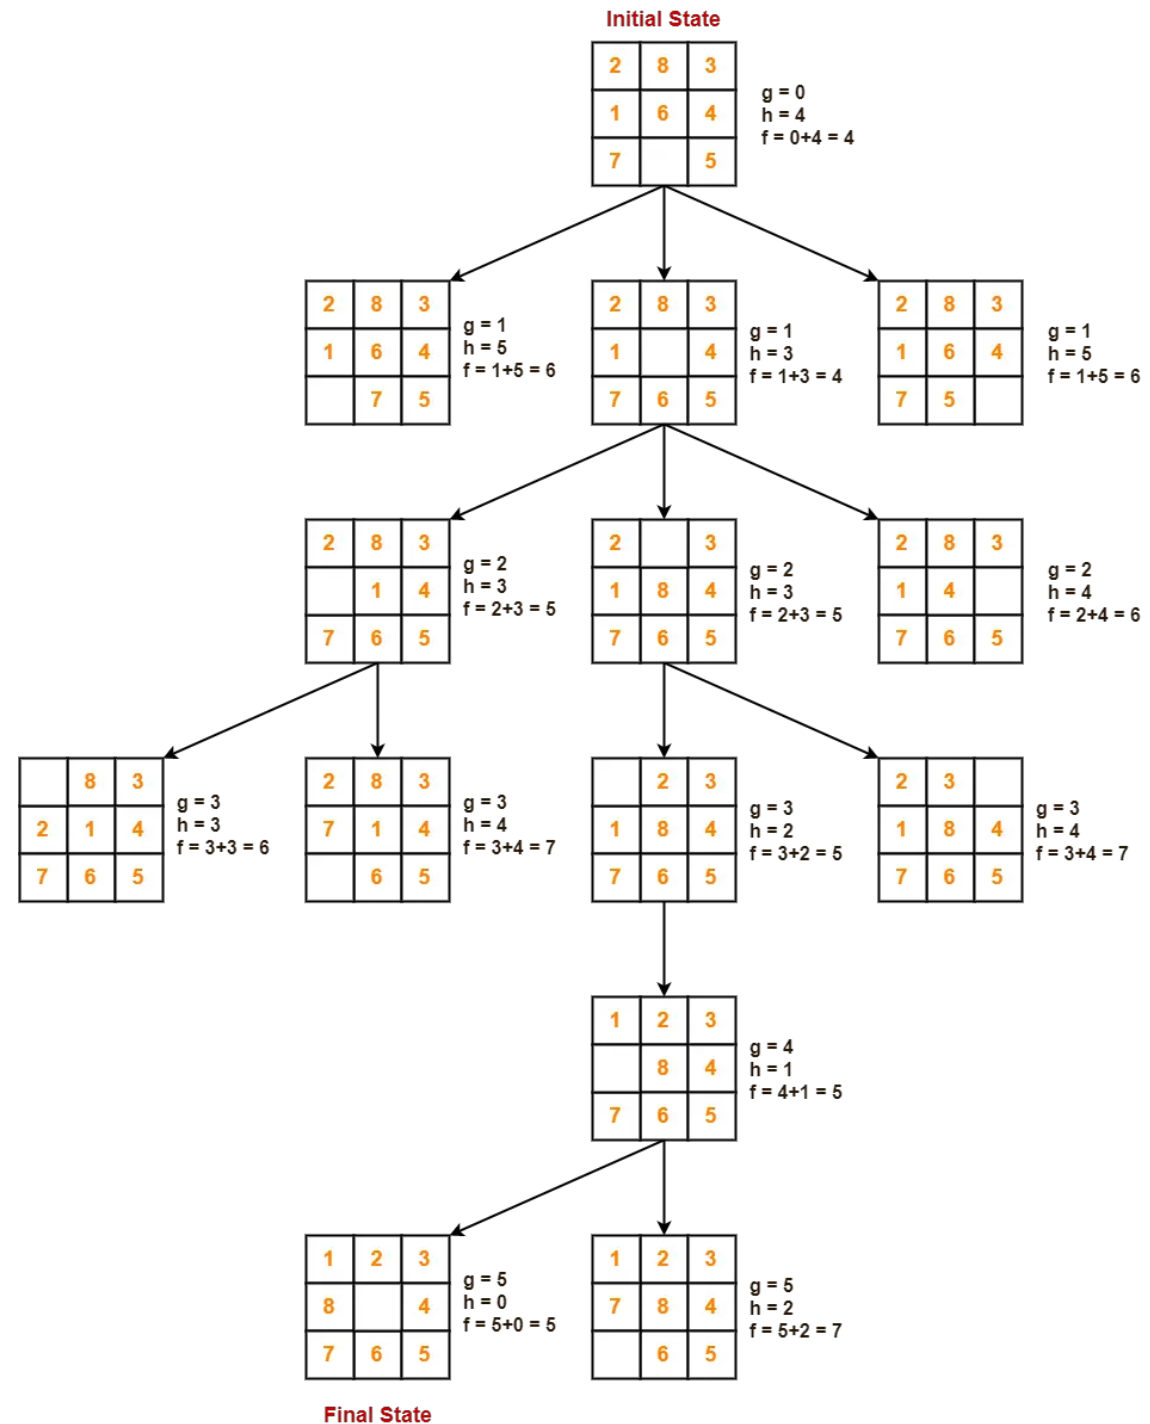 Initial State
2 8 3
1 6 4
7 5
g = 0
h = 4
f = 0+4 = 4
2 8 3
1 6 4
7 5
g = 1
h = 5
f = 1+5 = 6
2 8 3
1 4
7 6 5
g = 1
h = 3
f = 1+3 = 4
2 8 3
1 6 4
7 5
g = 1
h = 5
f = 1+5 = 6
2 8 3
1 4
7 6 5
g = 2
h = 3
f = 2+3 = 5
2 3
1 8 4
7 6 5
g = 2
h = 3
f = 2+3 = 5
2 8 3
1 4
7 6 5
g = 2
h = 4
f = 2+4 = 6
8 3
2 1 4
7 6 5
g = 3
h = 3
f = 3+3 = 6
2 8 3
7 1 4
6 5
g = 3
h = 4
f = 3+4 = 7
2 3
1 8 4
7 6 5
g = 3
h = 2
f = 3+2 = 5
2 3
1 8 4
7 6 5
g = 3
h = 4
f = 3+4 = 7
1 2 3
8 4
7 6 5
g = 4
h = 1
f = 4+1 = 5
1 2 3
8 4
7 6 5
g = 5
h = 0
f = 5+0 = 5
1 2 3
7 8 4
6 5
g = 5
h = 2
f = 5+2 = 7
Final State